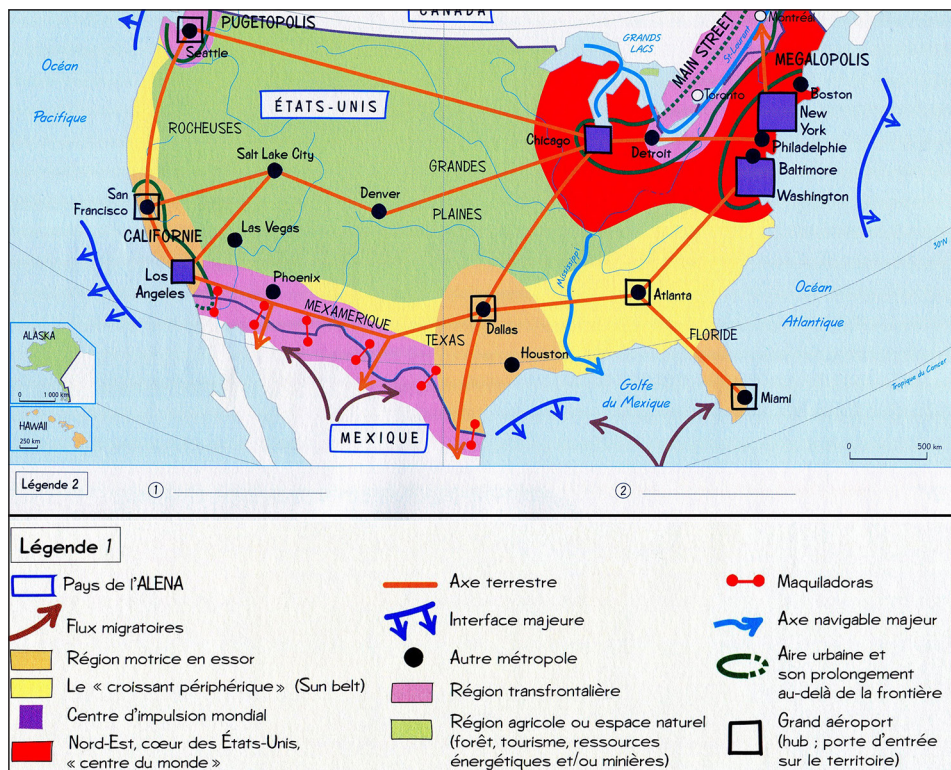 CANADA
PUGETOPOLIS
Seattle
Océan
Pacifique
ÉTATS-UNIS
ROCHEUSES
Salt Lake City
GRANDES
PLAINES
Denver
San
Francisco
CALIFORNIE
Las Vegas
Los
Angeles
Phoenix
MEXAMERIQUE
TEXAS
Dallas
Houston
MEXIQUE
GRANDS
LACS
MAIN STREET
St-Laurent
Montréal
MEGALOPOLIS
Toronto
Boston
New
York
Chicago
Detroit
Philadelphie
Baltimore
Washington
Mississippi
Atlanta
FLORIDE
Miami
Golfe
du Mexique
Océan
Atlantique
30°N
Tropique du Cancer
0 500 km
ALASKA
0 1 000 km
HAWAII
250 km
Légende 2
1
2
Légende 1
Pays de l'ALENA
Flux migratoires
Région motrice en essor
Le « croissant périphérique » (Sun belt)
Centre d'impulsion mondial
Nord-Est, cœur des États-Unis,
« centre du monde »
Axe terrestre
Interface majeure
Autre métropole
Région transfrontalière
Région agricole ou espace naturel
(forêt, tourisme, ressources
énergétiques et/ou minières)
Maquiladoras
Axe navigable majeur
Aire urbaine et
son prolongement
au-delà de la frontière
Grand aéroport
(hub ; porte d'entrée
sur le territoire)